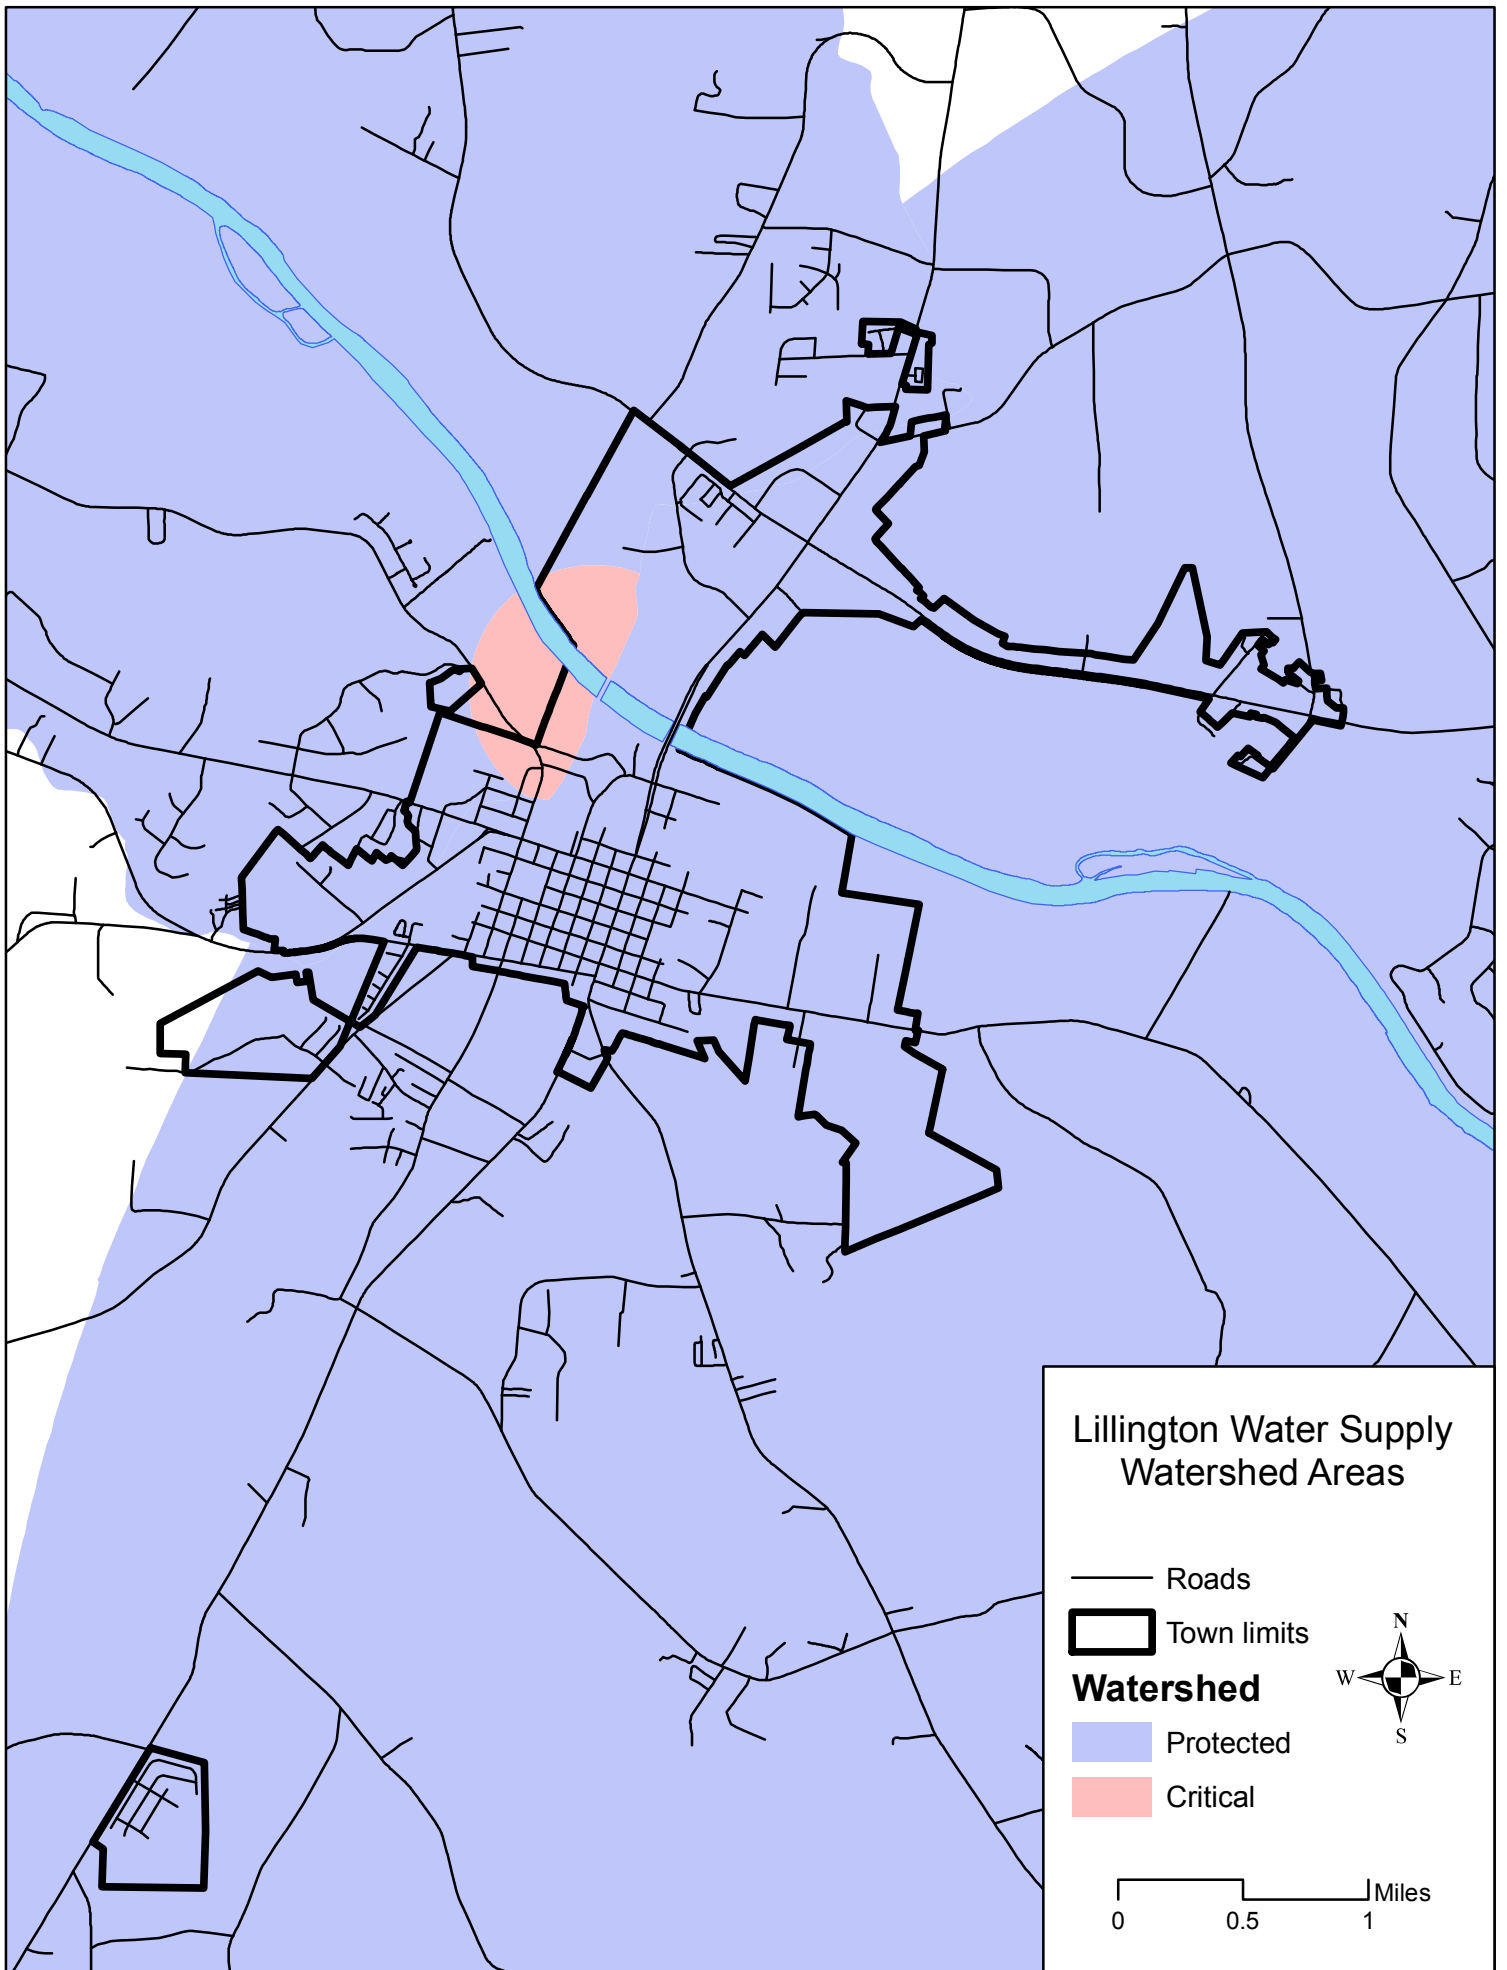 Lillington Water Supply
Watershed Areas
Roads
Town limits
N
W E
S
Watershed
Protected
Critical
Miles
0 0.5 1